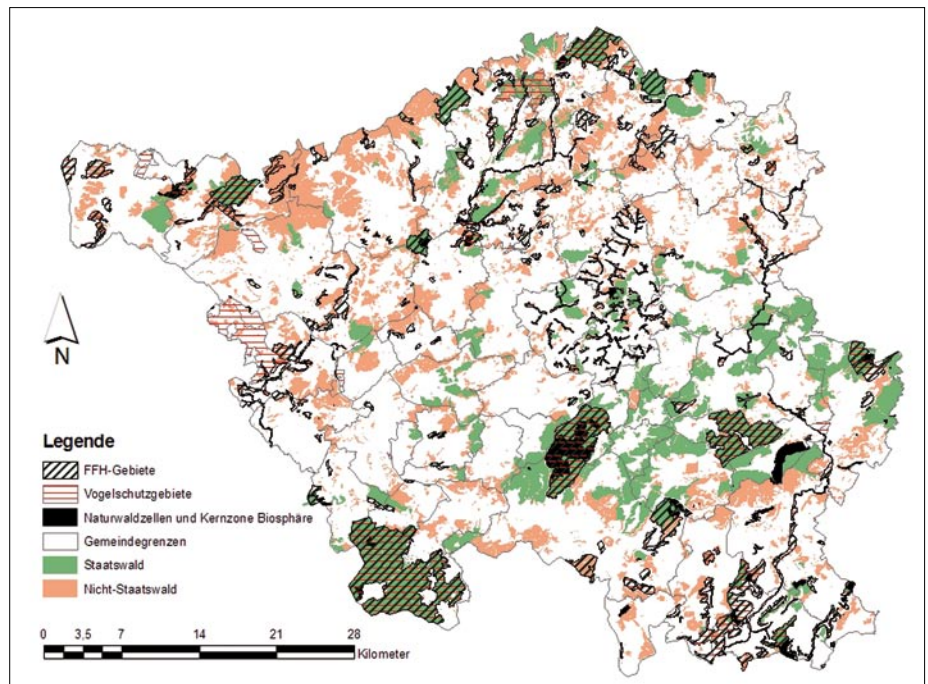 N
Legende
FFH-Gebiete
Vogelschutzgebiete
Naturwaldzellen und Kernzone Biosphäre
Gemeindegrenzen
Staatswald
Nicht-Staatswald
0 3,5 7 14 21 28
Kilometer